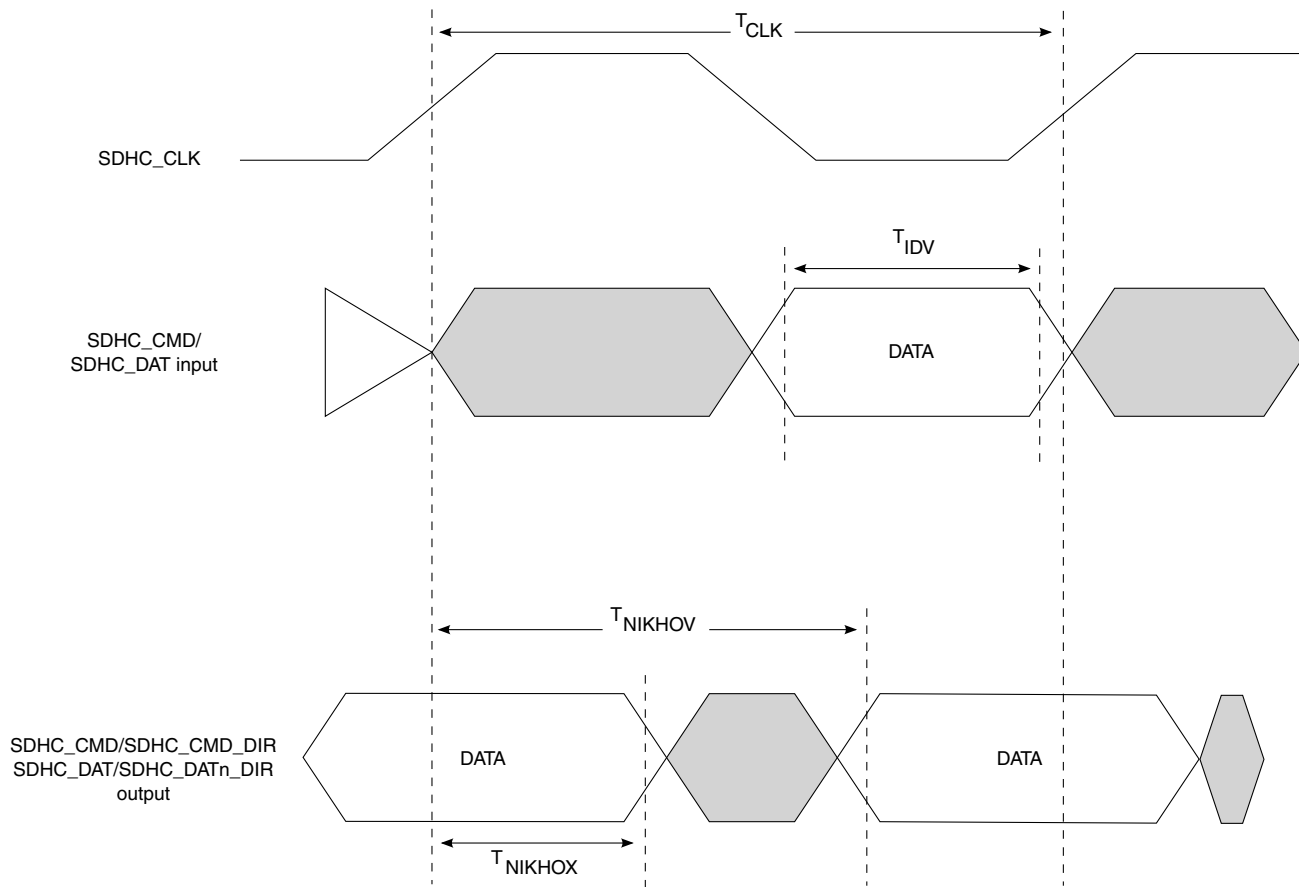 TCLK
SDHC_CLK
TIDV
SDHC_CMD/
SDHC_DAT input
DATA
TNIKHOV
SDHC_CMD/SDHC_CMD_DIR
SDHC_DAT/SDHC_DATn_DIR
output
DATA
DATA
TNIKHOX